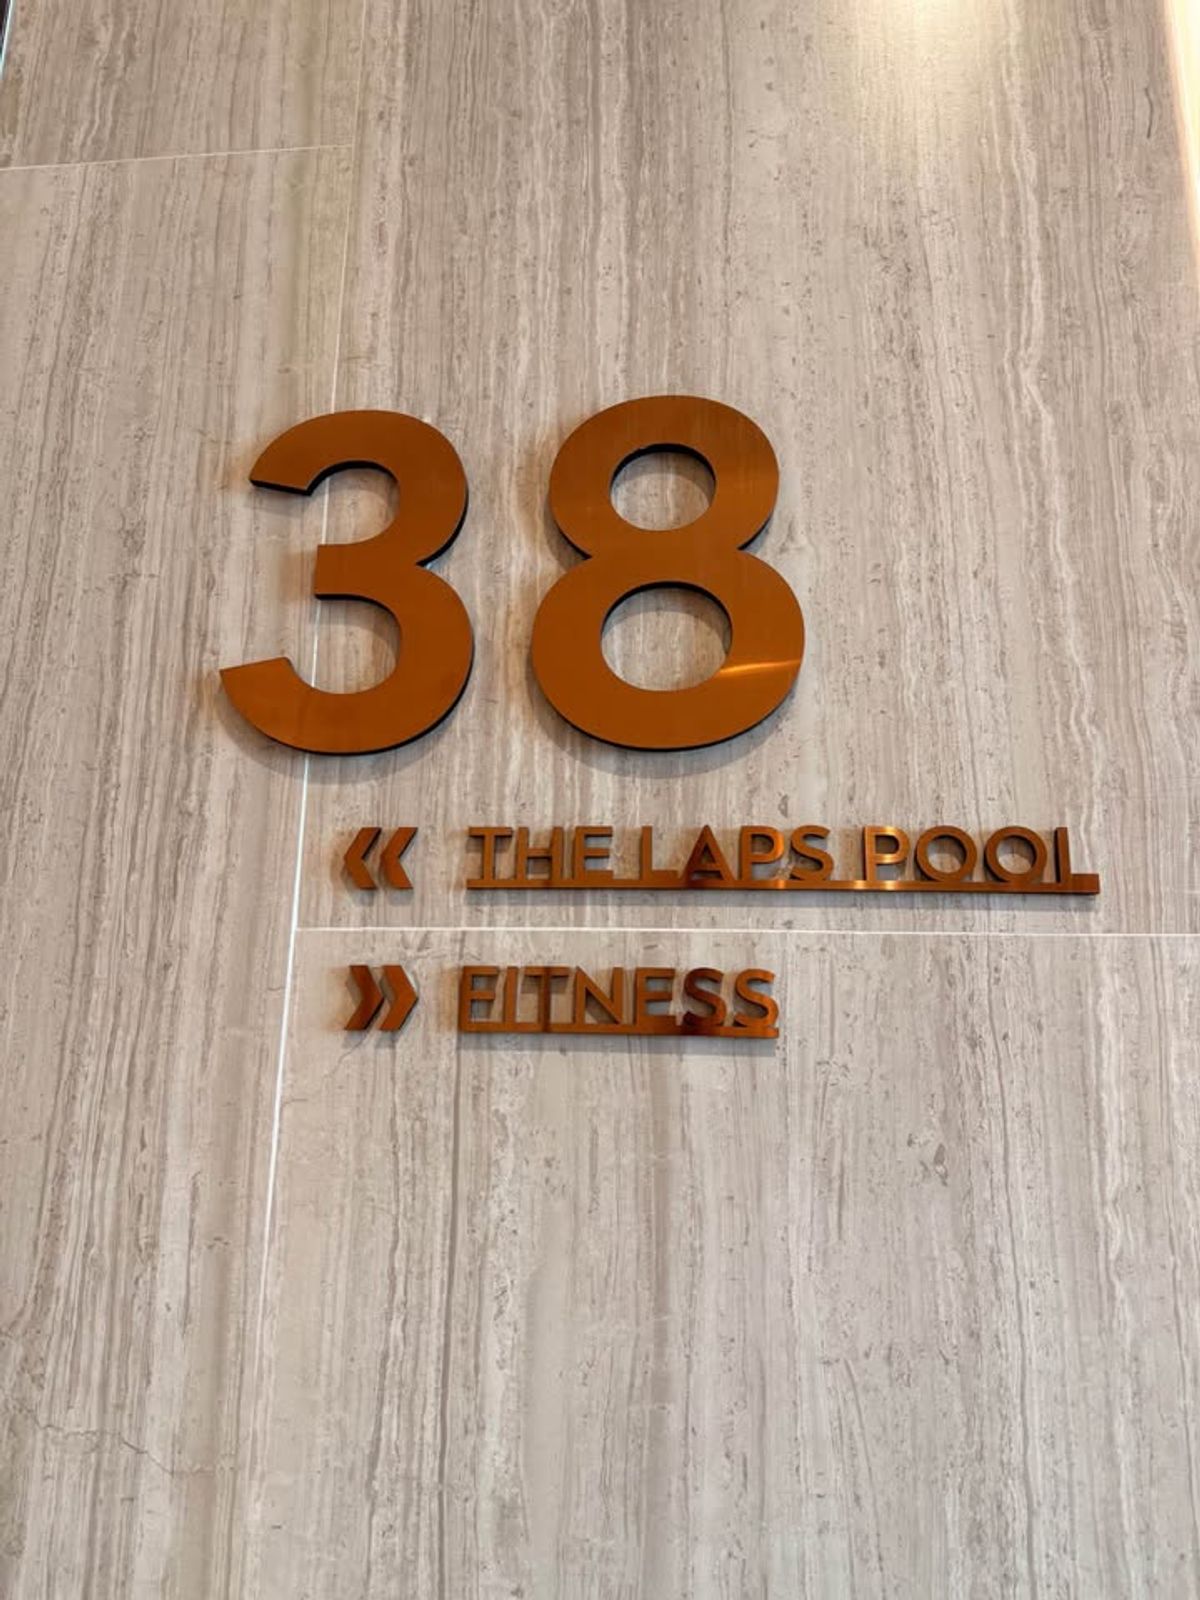 38
« THE LAPS POOL
» FITNESS